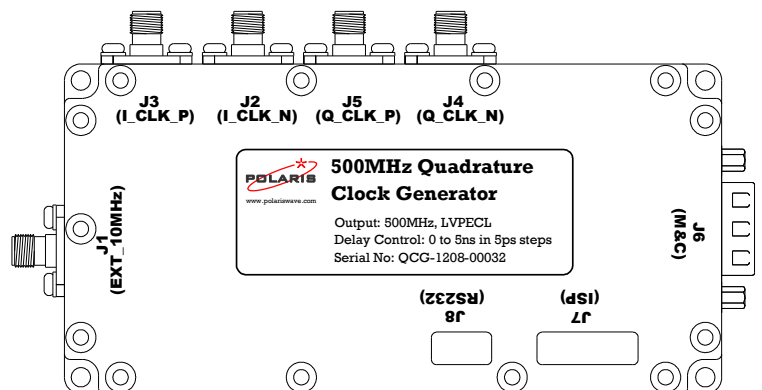 J3
(I_CLK_P)
J2
(I_CLK_N)
J5
(Q_CLK_P)
J4
(Q_CLK_N)
J1
(EXT_10MHz)
POLARIS
www.polariswave.com
500MHz Quadrature
Clock Generator
Output: 500MHz, LVPECL
Delay Control: 0 to 5ns in 5ps steps
Serial No: QCG-1208-00032
J6
(M&C)
J8
(RS232)
J7
(ISP)